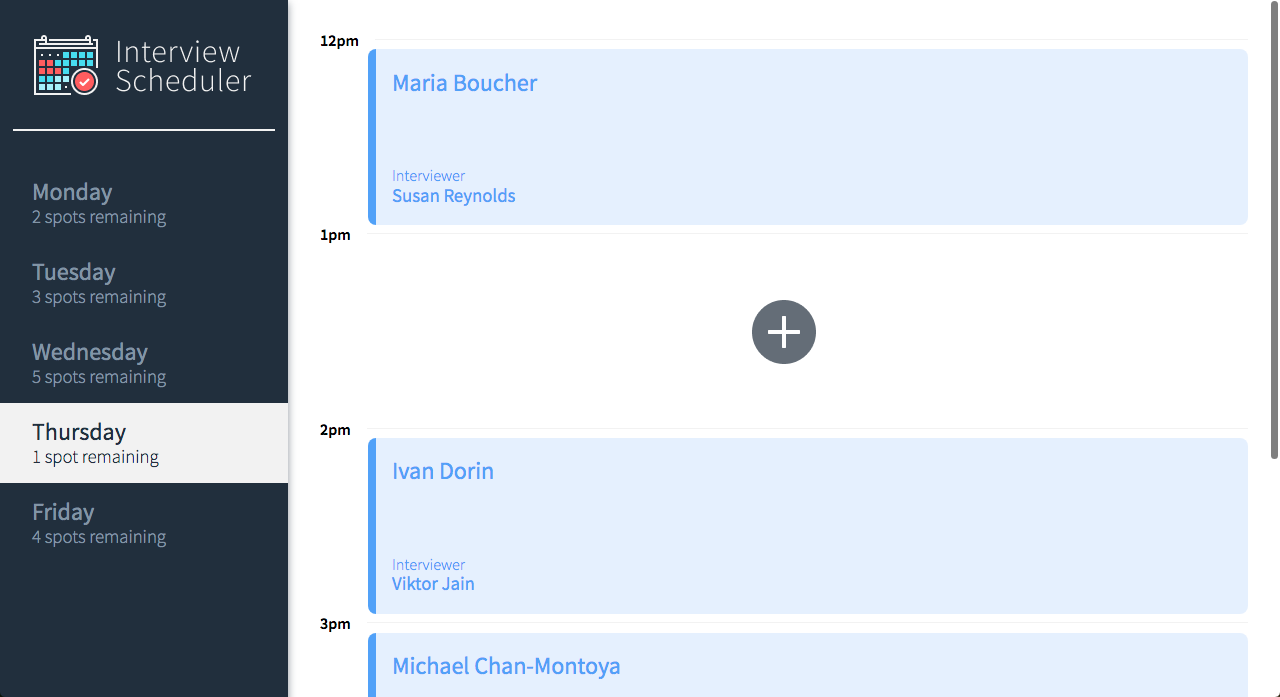 Interview
Scheduler
Monday
2 spots remaining
Tuesday
3 spots remaining
Wednesday
5 spots remaining
Thursday
1 spot remaining
Friday
4 spots remaining
12pm
Maria Boucher
Interviewer
Susan Reynolds
1pm
2pm
Ivan Dorin
Interviewer
Viktor Jain
3pm
Michael Chan-Montoya